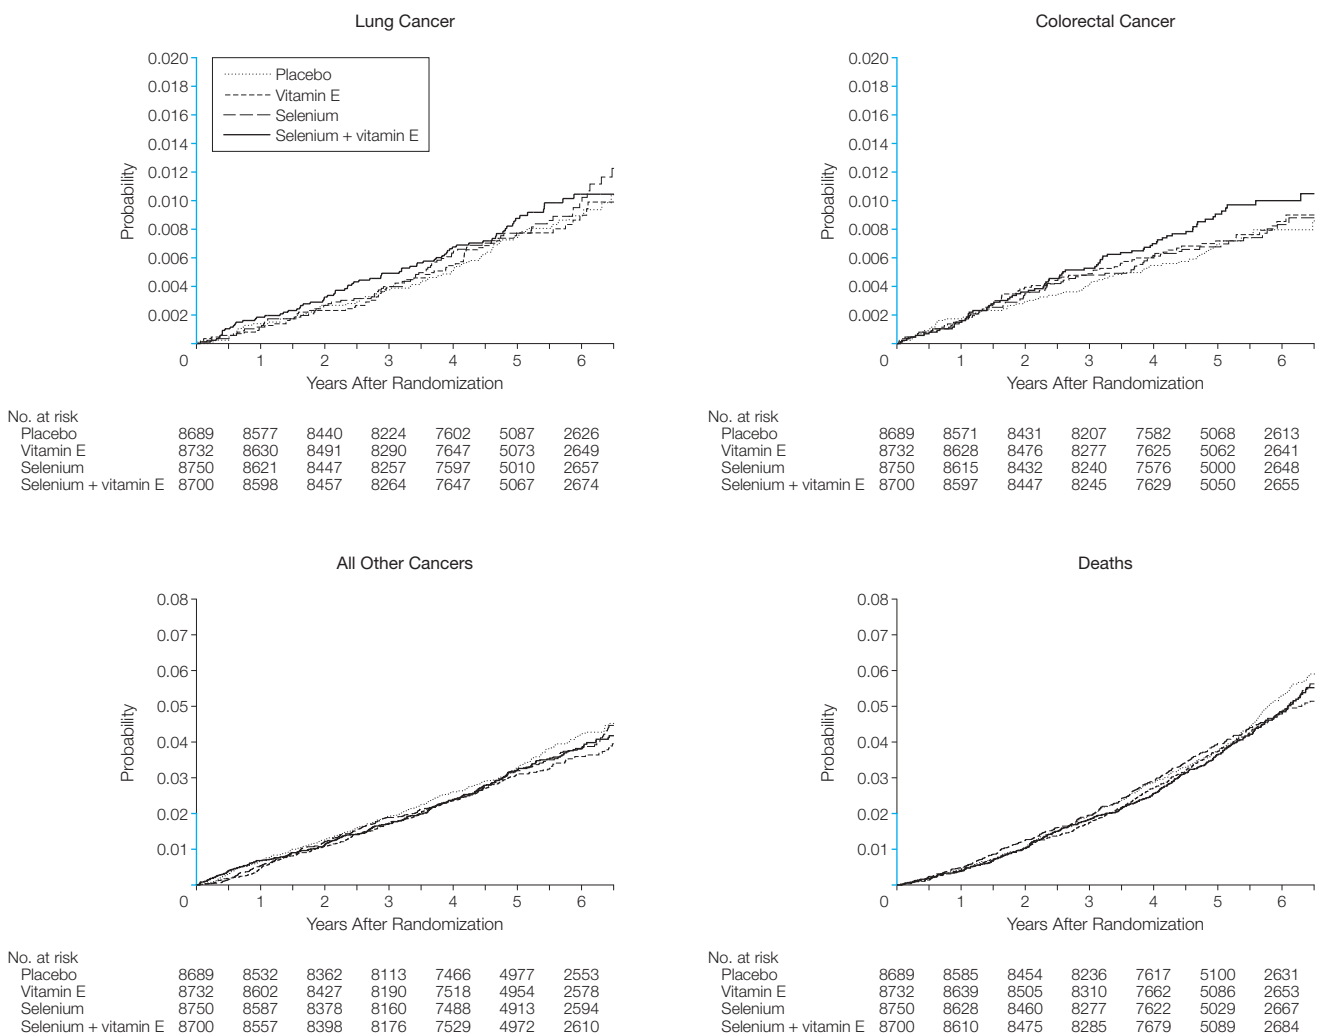 Lung Cancer
0.020
0.018
0.016
0.014
0.012
0.010
0.008
0.006
0.004
0.002
Probability
Placebo
Vitamin E
Selenium
Selenium + vitamin E
0 1 2 3 4 5 6
Years After Randomization
No. at risk
Placebo 8689 8577 8440 8224 7602 5087 2626
Vitamin E 8732 8630 8491 8290 7647 5073 2649
Selenium 8750 8621 8447 8257 7597 5010 2657
Selenium + vitamin E 8700 8598 8457 8264 7647 5067 2674
Colorectal Cancer
0.020
0.018
0.016
0.014
0.012
0.010
0.008
0.006
0.004
0.002
Probability
0 1 2 3 4 5 6
Years After Randomization
No. at risk
Placebo 8689 8571 8431 8207 7582 5068 2613
Vitamin E 8732 8628 8476 8277 7625 5062 2641
Selenium 8750 8615 8432 8240 7576 5000 2648
Selenium + vitamin E 8700 8597 8447 8245 7629 5050 2655
All Other Cancers
0.08
0.07
0.06
0.05
0.04
0.03
0.02
0.01
Probability
0 1 2 3 4 5 6
Years After Randomization
No. at risk
Placebo 8689 8532 8362 8113 7466 4977 2553
Vitamin E 8732 8602 8427 8190 7518 4954 2578
Selenium 8750 8587 8378 8160 7488 4913 2594
Selenium + vitamin E 8700 8557 8398 8176 7529 4972 2610
Deaths
0.08
0.07
0.06
0.05
0.04
0.03
0.02
0.01
Probability
0 1 2 3 4 5 6
Years After Randomization
No. at risk
Placebo 8689 8585 8454 8236 7617 5100 2631
Vitamin E 8732 8639 8505 8310 7662 5086 2653
Selenium 8750 8628 8460 8277 7622 5029 2667
Selenium + vitamin E 8700 8610 8475 8285 7679 5089 2684